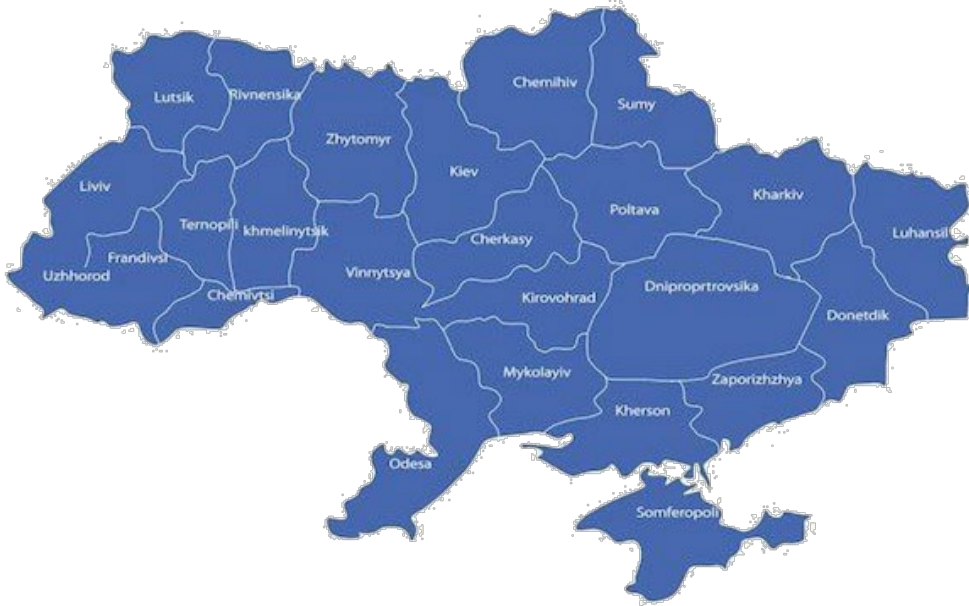 Chernihiv
Lutsik
Rivnensika
Sumy
Zhytomyr
Kiev
Liviv
Kharkiv
Poltava
Ternopili
khmelinytsik
Luhansil
Cherkasy
Frandivsi
Uzhhorod
Vinnytsya
Dniproprtrovsika
Chernivtsi
Kirovohrad
Donetdik
Mykolayiv
Zaporizhzhya
Kherson
Odesa
Somferopoli